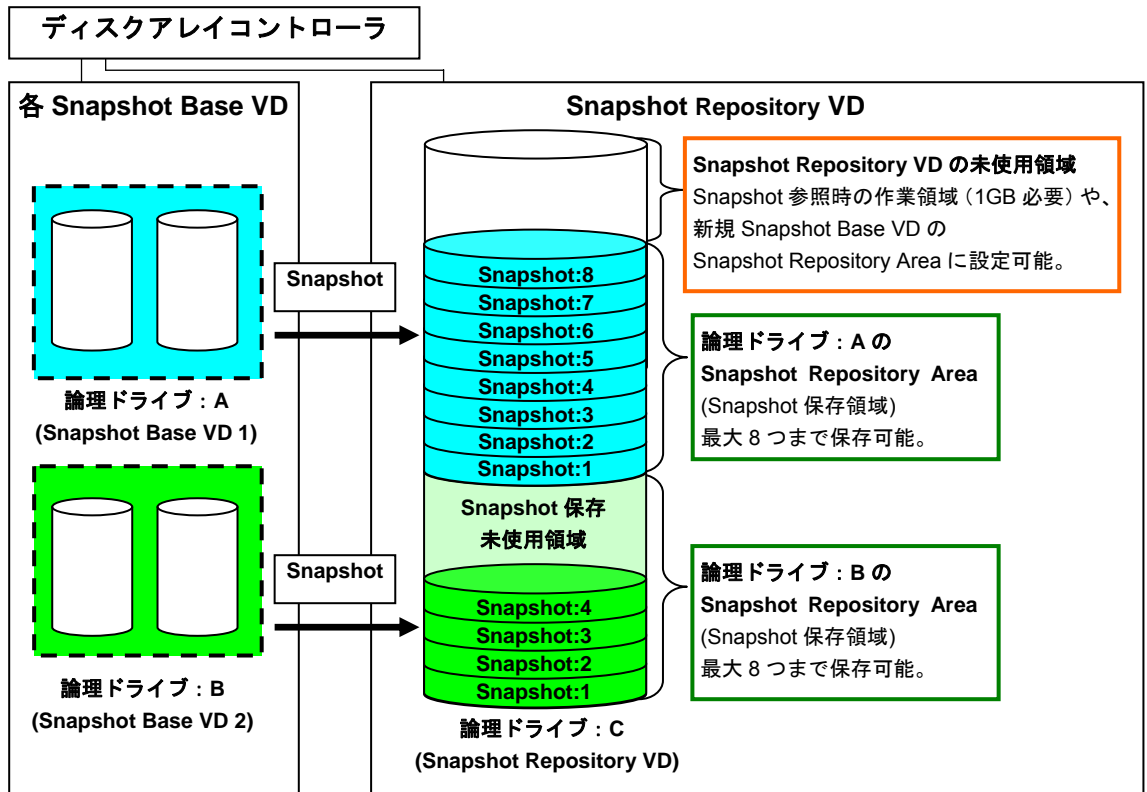 ディスクアレイコントローラ
各 Snapshot Base VD
Snapshot Repository VD
Snapshot Repository VD の未使用領域
Snapshot 参照時の作業領域（1GB 必要）や、
新規 Snapshot Base VD の
Snapshot Repository Area に設定可能。
Snapshot
Snapshot:8
Snapshot:7
Snapshot:6
Snapshot:5
Snapshot:4
Snapshot:3
Snapshot:2
Snapshot:1
論理ドライブ：A の
Snapshot Repository Area
(Snapshot 保存領域)
最大 8 つまで保存可能。
論理ドライブ：A
(Snapshot Base VD 1)
Snapshot 保存
未使用領域
Snapshot
Snapshot:4
Snapshot:3
Snapshot:2
Snapshot:1
論理ドライブ：B の
Snapshot Repository Area
(Snapshot 保存領域)
最大 8 つまで保存可能。
論理ドライブ：B
(Snapshot Base VD 2)
論理ドライブ：C
(Snapshot Repository VD)